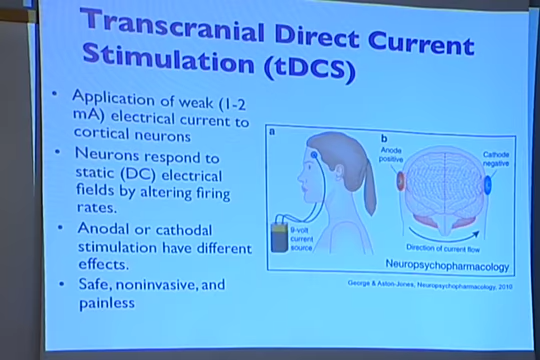 Transcranial Direct Current
Stimulation (tDCS)
• Application of weak (1-2
mA) electrical current to
cortical neurons
• Neurons respond to
static (DC) electrical
fields by altering firing
rates.
• Anodal or cathodal
stimulation have different
effects.
• Safe, noninvasive, and
painless
a
9-volt
current
source
b
Anode
positive
Cathode
negative
Direction of current flow
Neuropsychopharmacology
George & Aston-Jones, Neuropsychopharmacology, 2010